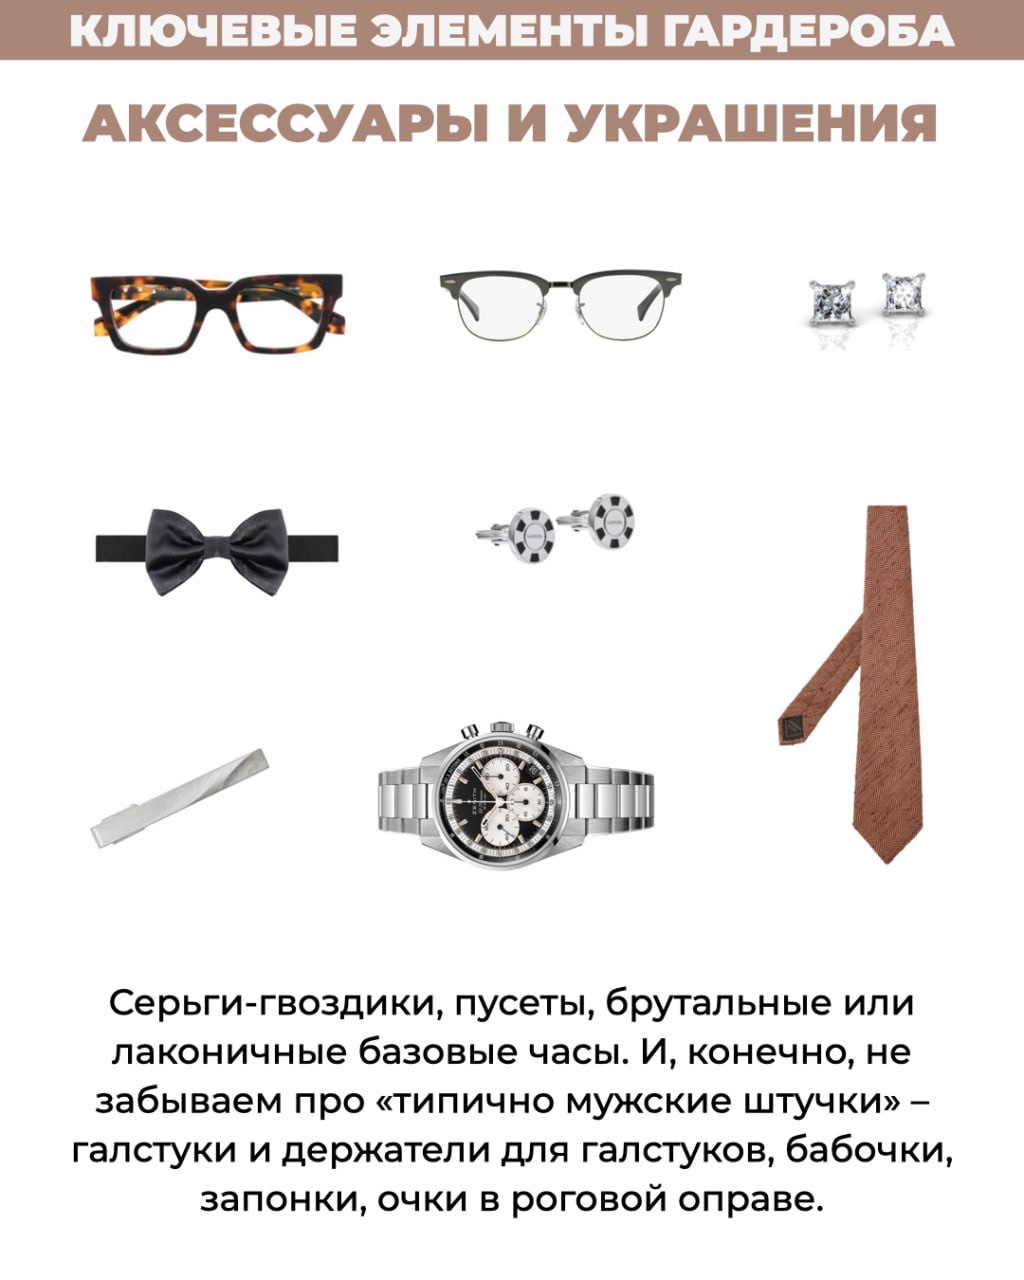 КЛЮЧЕВЫЕ ЭЛЕМЕНТЫ ГАРДЕРОБА
АКСЕССУАРЫ И УКРАШЕНИЯ
ZENITH
Серьги-гвоздики, пусеты, брутальные или
лаконичные базовые часы. И, конечно, не
забываем про «типично мужские штучки» –
галстуки и держатели для галстуков, бабочки,
запонки, очки в роговой оправе.